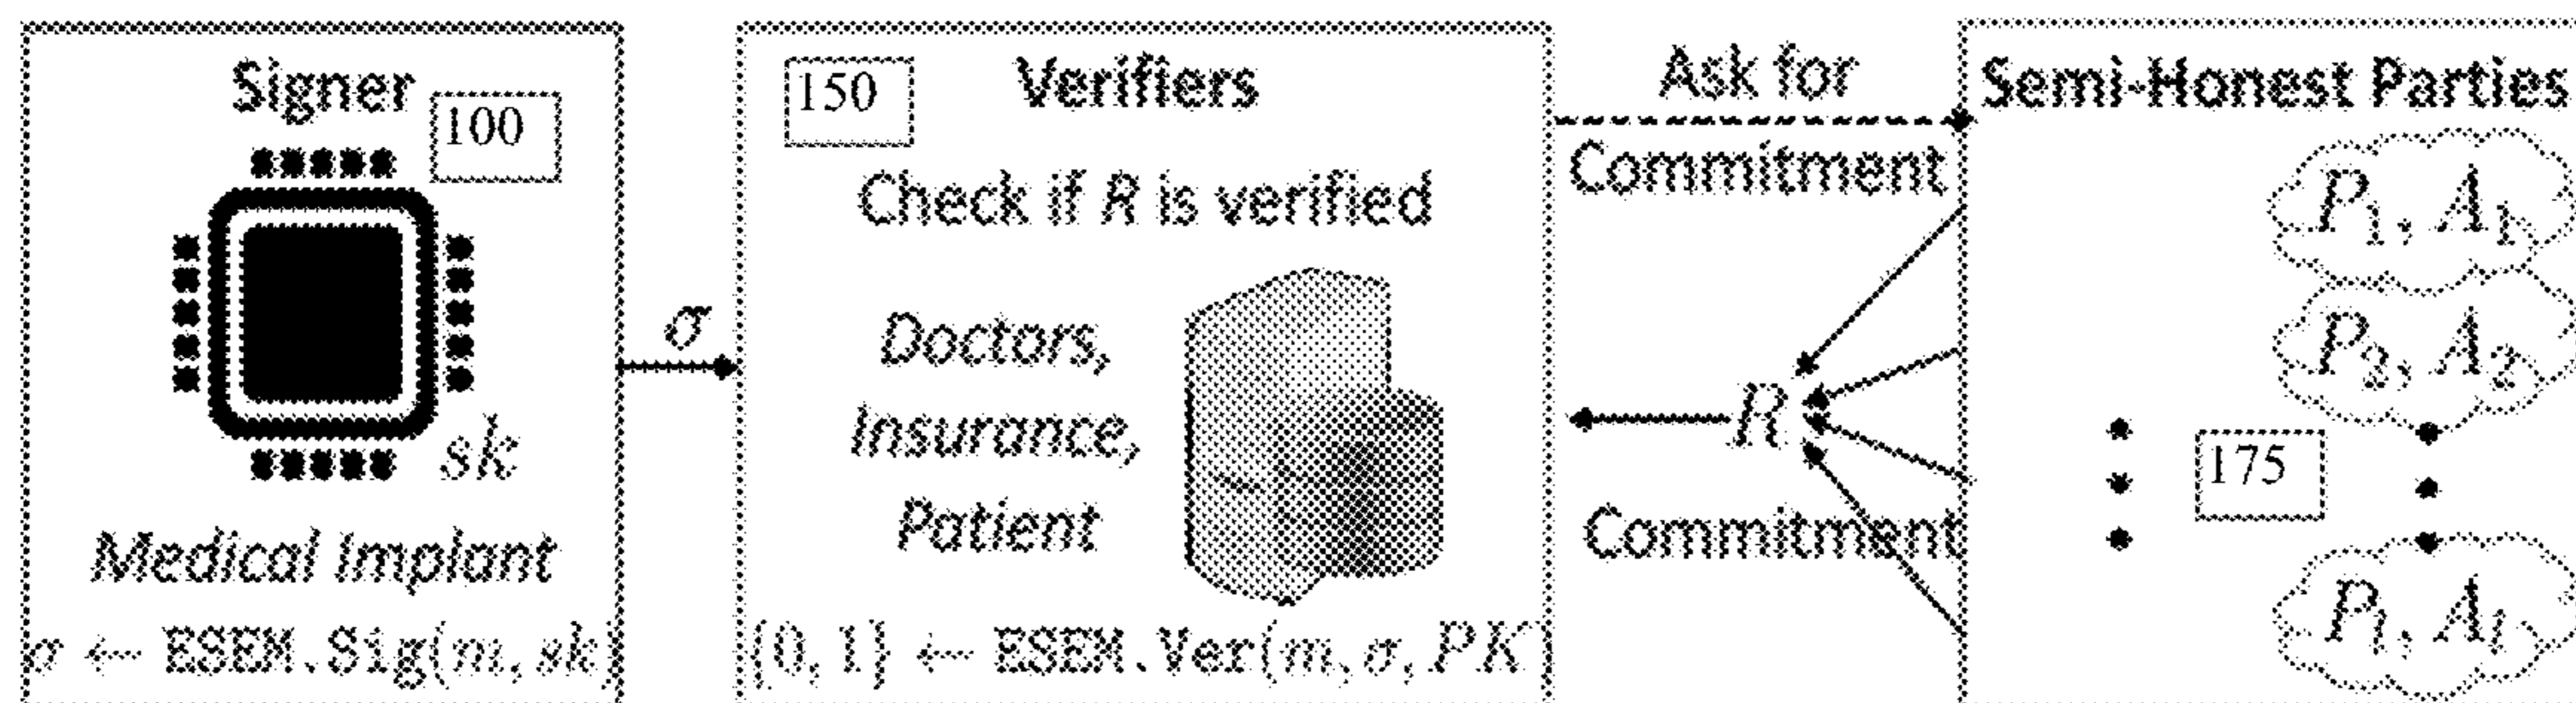 Signer
100
sk
Medical Implant
σ ← ESEM.Sig(m, sk)
σ
150
Verifiers
Check if R is verified
Doctors,
Insurance,
Patient
{0, 1} ← ESEM.Ver(m, σ, PK)
Ask for
Commitment
R
Commitment
Semi-Honest Parties
P₁, A₁
P₂, A₂
175
Pₗ, Aₗ